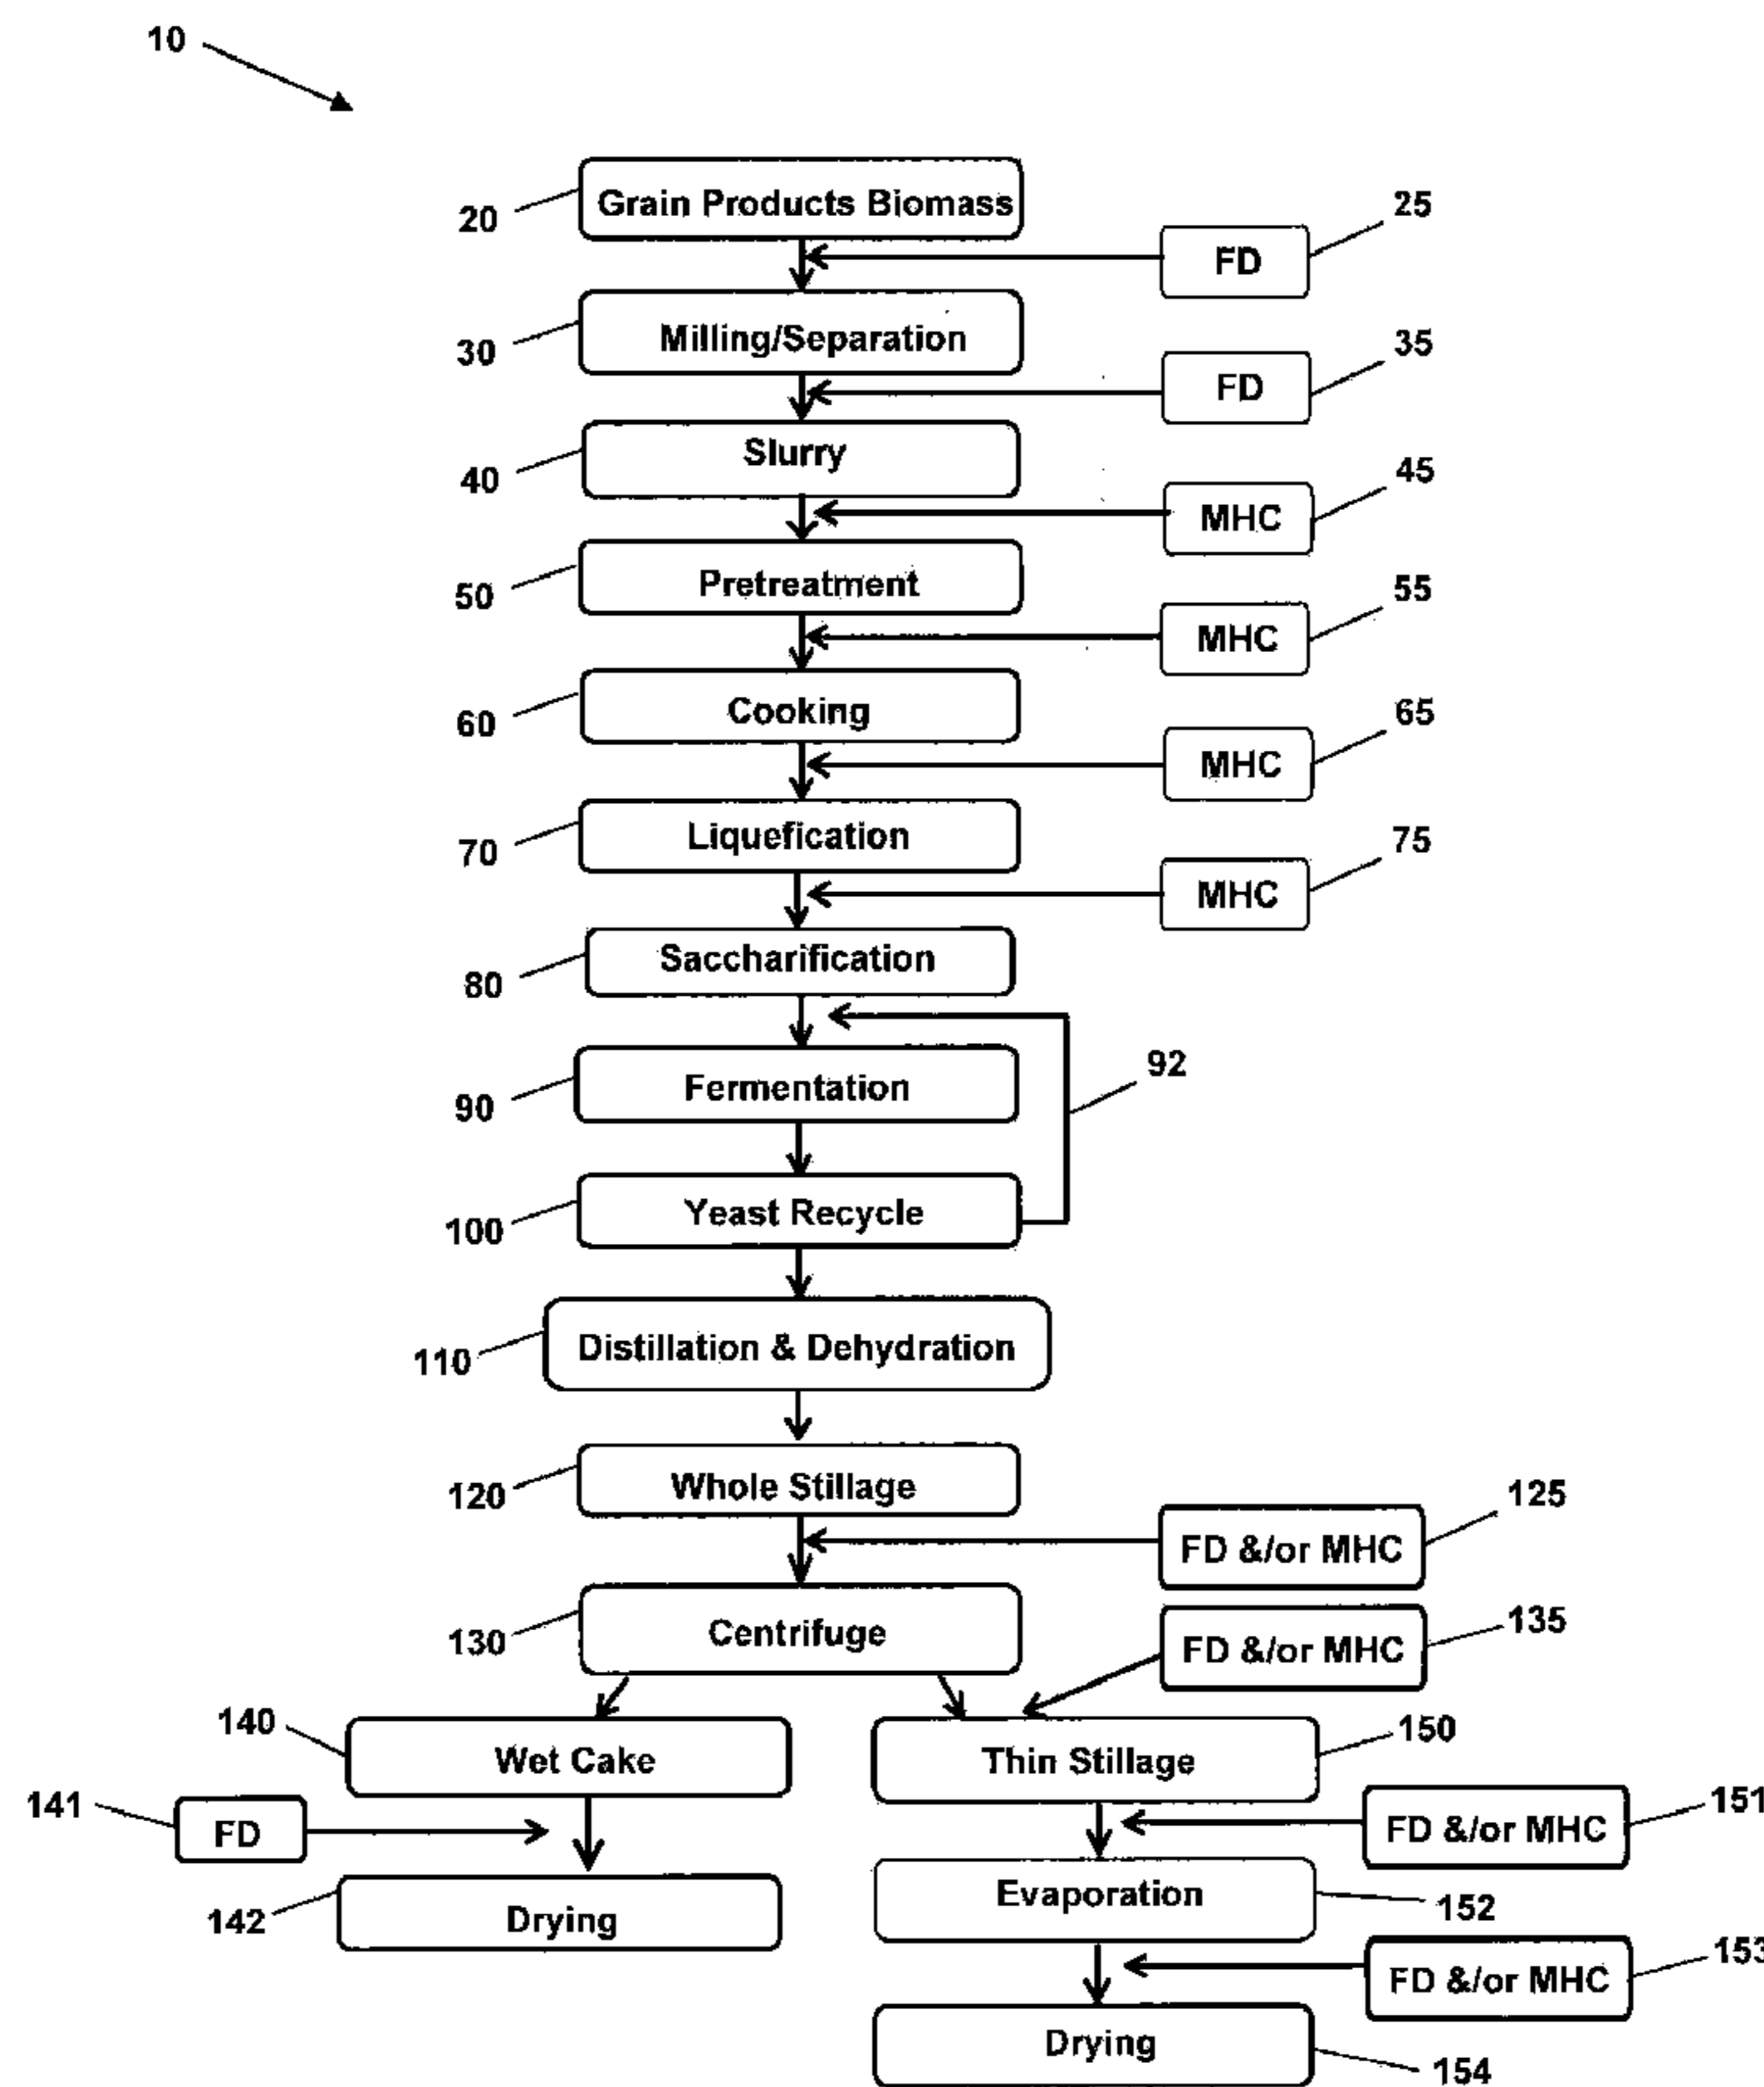 10
Grain Products Biomass
20
25
FD
Milling/Separation
30
35
FD
Slurry
40
45
MHC
Pretreatment
50
55
MHC
Cooking
60
65
MHC
Liquefication
70
75
MHC
Saccharification
80
Fermentation
90
92
Yeast Recycle
100
Distillation & Dehydration
110
Whole Stillage
120
125
FD &/or MHC
Centrifuge
130
135
FD &/or MHC
140
Wet Cake
Thin Stillage
150
141
FD
151
FD &/or MHC
142
Drying
Evaporation
152
153
FD &/or MHC
Drying
154